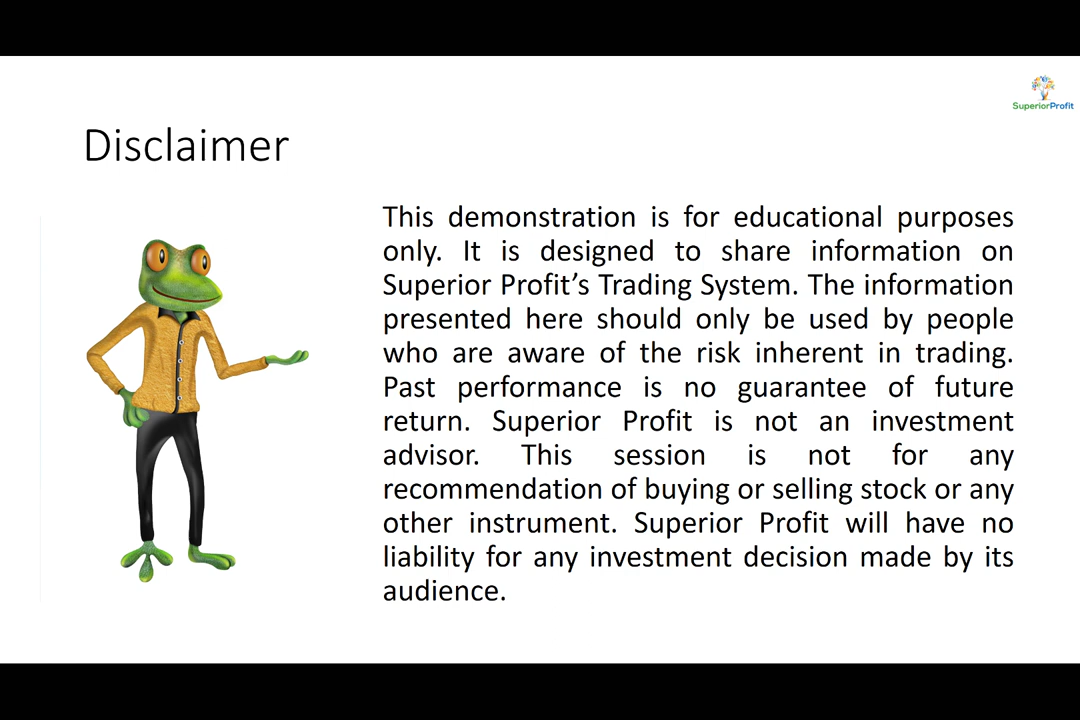 SuperiorProfit
Disclaimer
This demonstration is for educational purposes
only. It is designed to share information on
Superior Profit’s Trading System. The information
presented here should only be used by people
who are aware of the risk inherent in trading.
Past performance is no guarantee of future
return. Superior Profit is not an investment
advisor. This session is not for any
recommendation of buying or selling stock or any
other instrument. Superior Profit will have no
liability for any investment decision made by its
audience.